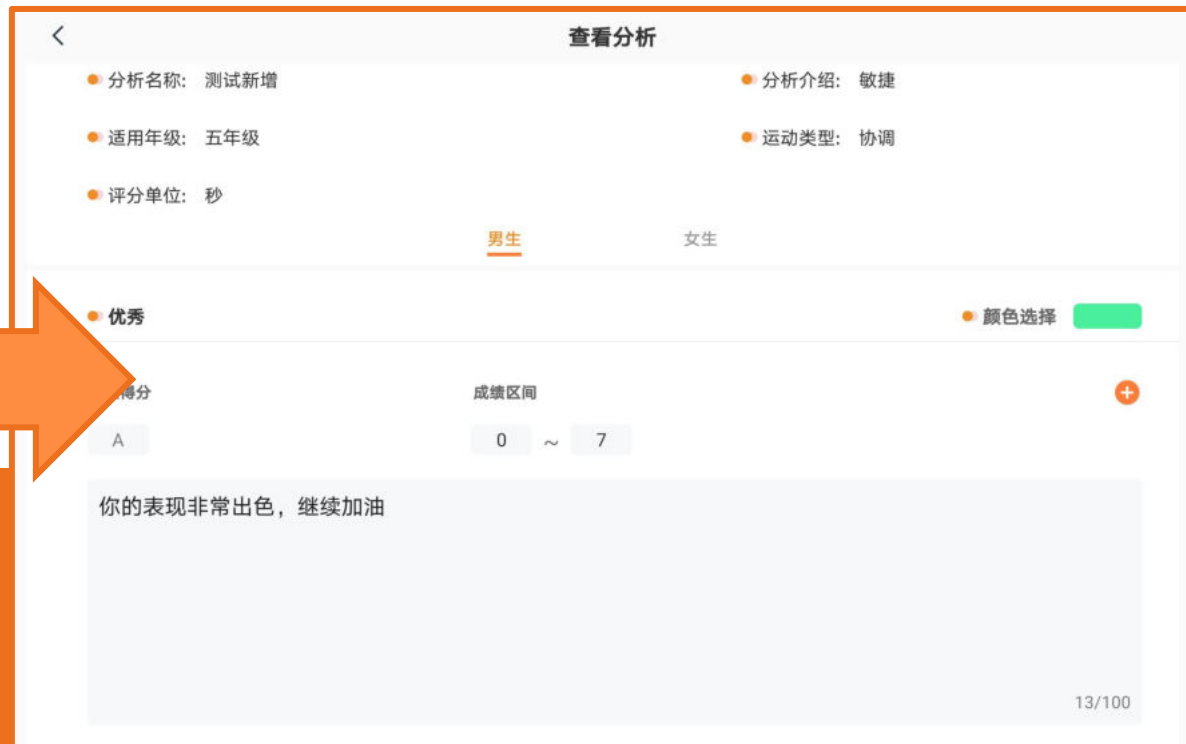 查看分析
分析名称: 测试新增
分析介绍: 敏捷
适用年级: 五年级
运动类型: 协调
评分单位: 秒
男生 女生
优秀
颜色选择
得分 成绩区间
A 0 ~ 7
你的表现非常出色，继续加油
13/100